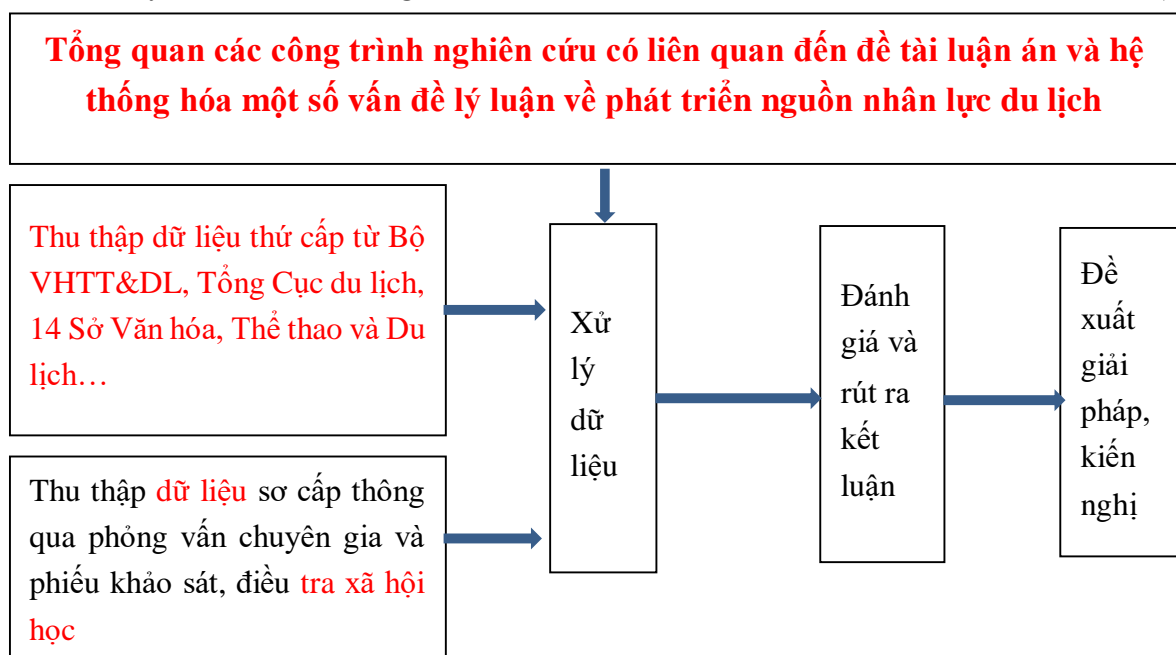 Tổng quan các công trình nghiên cứu có liên quan đến đề tài luận án và hệ
thống hóa một số vấn đề lý luận về phát triển nguồn nhân lực du lịch
Thu thập dữ liệu thứ cấp từ Bộ
VHTT&DL, Tổng Cục du lịch,
14 Sở Văn hóa, Thể thao và Du
lịch…
Thu thập dữ liệu sơ cấp thông
qua phỏng vấn chuyên gia và
phiếu khảo sát, điều tra xã hội
học
Xử
lý
dữ
liệu
Đánh
giá và
rút ra
kết
luận
Đề
xuất
giải
pháp,
kiến
nghị